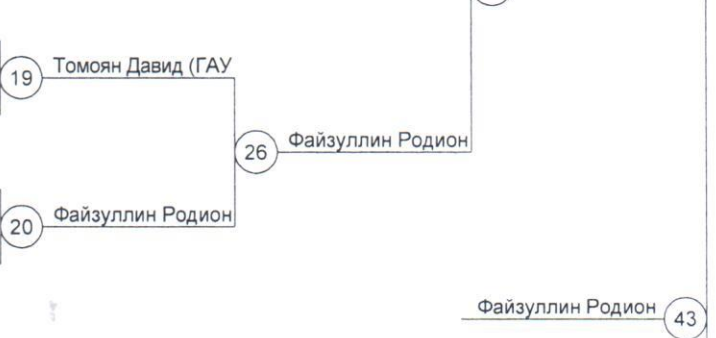 19 Томоян Давид (ГАУ
26 Файзуллин Родион
20 Файзуллин Родион
Файзуллин Родион 43